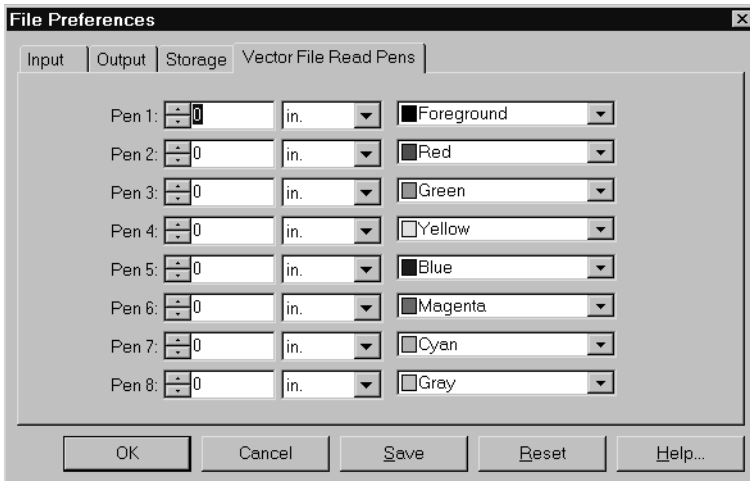 File Preferences
Input Output Storage Vector File Read Pens
Pen 1: 0 in. Foreground
Pen 2: 0 in. Red
Pen 3: 0 in. Green
Pen 4: 0 in. Yellow
Pen 5: 0 in. Blue
Pen 6: 0 in. Magenta
Pen 7: 0 in. Cyan
Pen 8: 0 in. Gray
OK Cancel Save Reset Help...